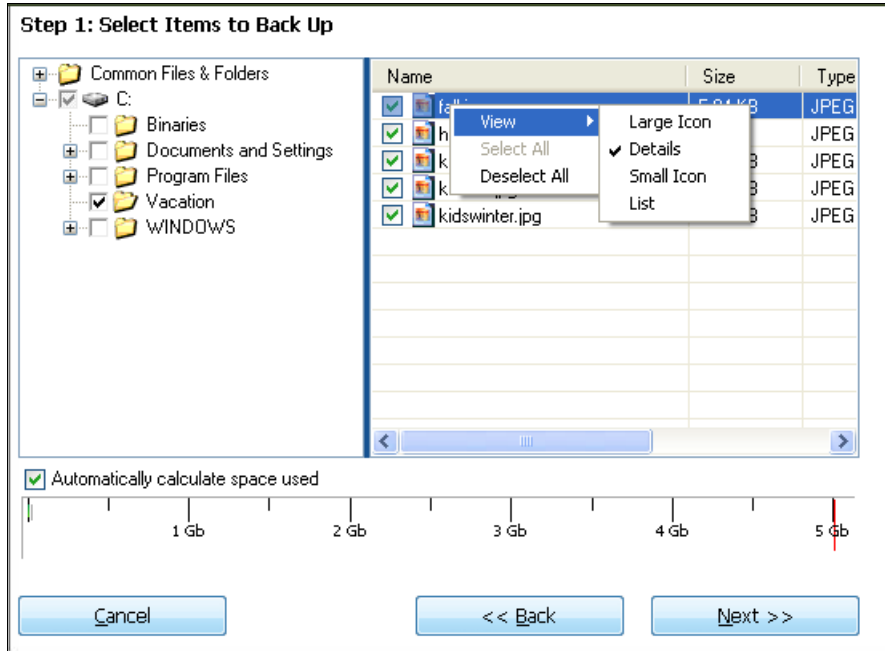 Step 1: Select Items to Back Up
Common Files & Folders
C:
Binaries
Documents and Settings
Program Files
Vacation
WINDOWS
Name Size Type
JPEG
JPEG
JPEG
JPEG
kidswinter.jpg JPEG
View
Select All
Deselect All
Large Icon
Details
Small Icon
List
Automatically calculate space used
1 Gb 2 Gb 3 Gb 4 Gb 5 Gb
Cancel << Back Next >>